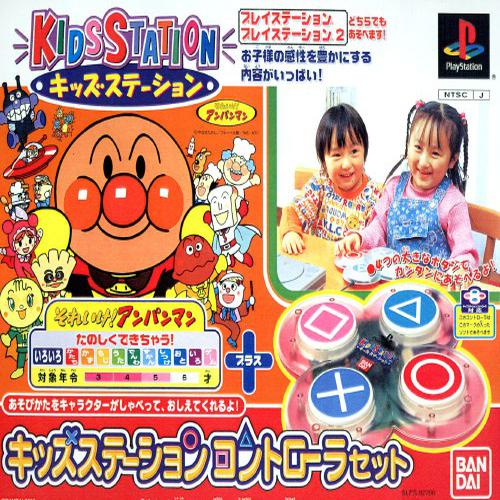 KIDS STATION
キッズ・ステーション
プレイステーション
プレイステーション2
どちらでも
あそべます!
お子様の感性を豊かにする
内容がいっぱい!
PlayStation
NTSC J
それいけ!
アンパンマン
●4つの大きなボタンで
カンタンにあそべるよ!
対応
それいけ!アンパンマン
たのしくできちゃう!
いろいろ
対象年令 3 4 5 6 才
プラス
+
あそびかたをキャラクターがしゃべって、おしえてくれるよ!
KIDS STATION
BANDAI
キッズステーションコントローラセット
BAN
DAI